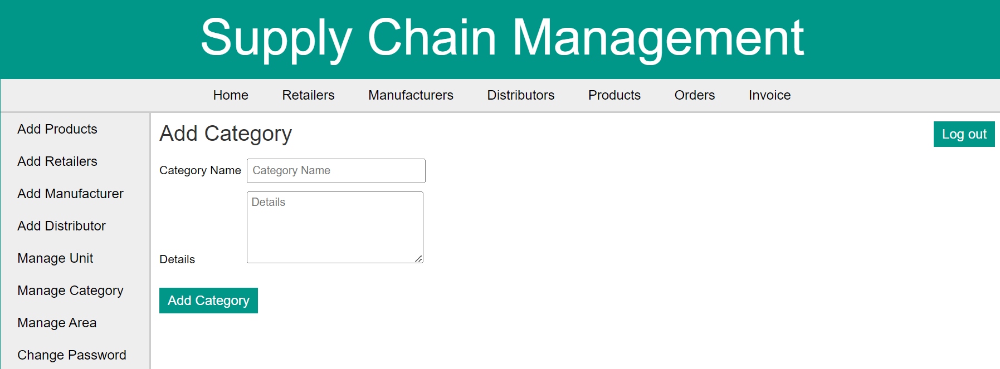 Supply Chain Management
Home Retailers Manufacturers Distributors Products Orders Invoice
Add Products
Add Retailers
Add Manufacturer
Add Distributor
Manage Unit
Manage Category
Manage Area
Change Password
Add Category
Log out
Category Name Category Name
Details
Details
Add Category